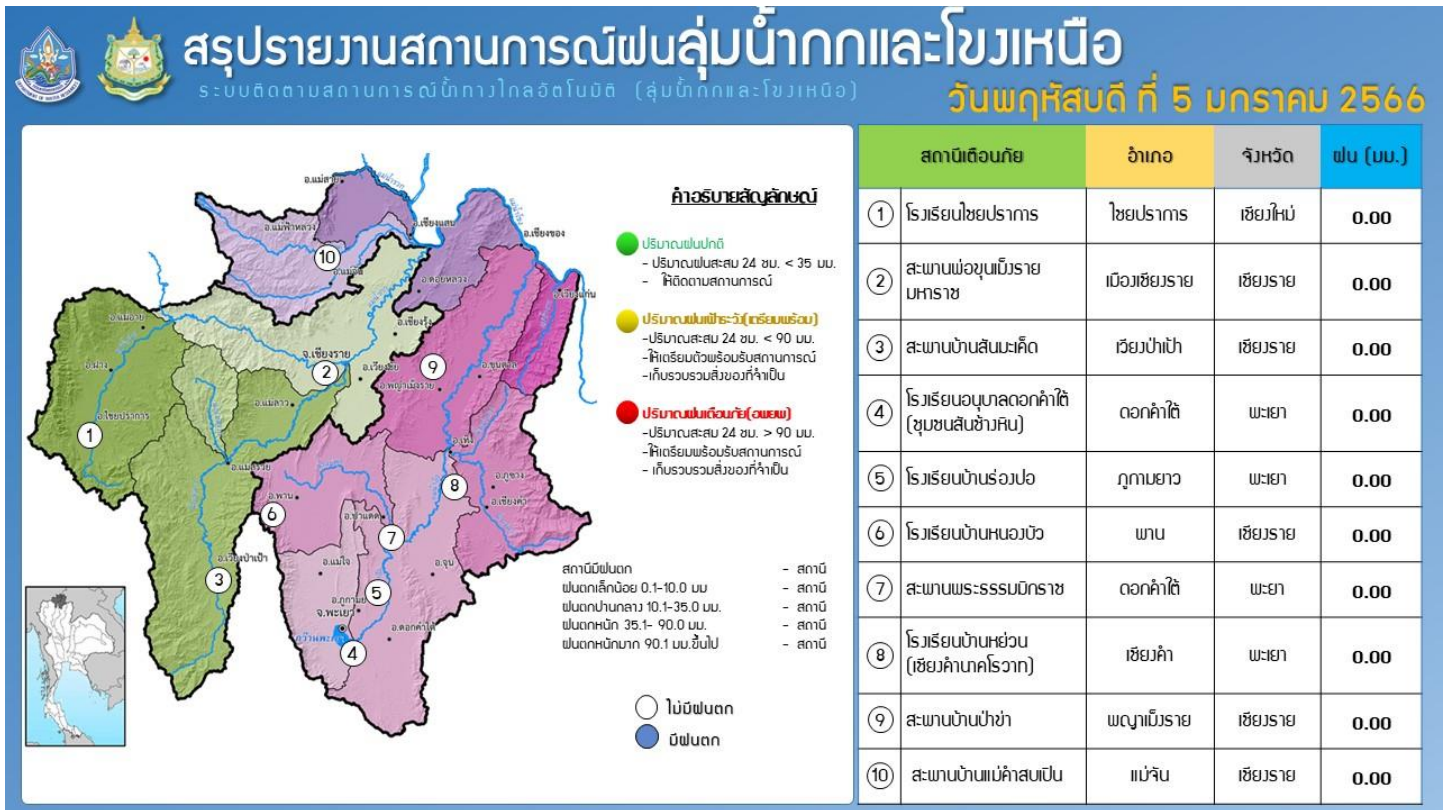 สรุปรายงานสถานการณ์ฝนลุ่มน้ำกกและโขงเหนือ
ระบบติดตามสถานการณ์น้ำทางไกลอัตโนมัติ (ลุ่มน้ำกกและโขงเหนือ)
วันพฤหัสบดี ที่ 5 มกราคม 2566
อ.แม่สาย
อ.แม่ฟ้าหลวง
อ.เชียงแสน
อ.เชียงของ
10
อ.แม่จัน
อ.ดอยหลวง
อ.เวียงแก่น
อ.แม่อาย
อ.เชียงรุ้ง
จ.เชียงราย
2
อ.เวียงชัย
9
อ.ขุนตาล
อ.พญาเม็งราย
อ.ฝาง
อ.ไชยปราการ
1
อ.แม่ลาว
อ.แม่สรวย
อ.เทิง
8
อ.ภูซาง
อ.เชียงคำ
อ.พาน
6
อ.ป่าแดด
7
อ.เวียงป่าเป้า
3
อ.แม่ใจ
อ.จุน
5
อ.ภูกามยาว
จ.พะเยา
กว๊านพะเยา
4
อ.ดอกคำใต้
คำอธิบายสัญลักษณ์
ปริมาณฝนปกติ
- ปริมาณฝนสะสม 24 ชม. < 35 มม.
- ให้ติดตามสถานการณ์
ปริมาณฝนเฝ้าระวัง(เตรียมพร้อม)
-ปริมาณสะสม 24 ชม. < 90 มม.
-ให้เตรียมตัวพร้อมรับสถานการณ์
-เก็บรวบรวมสิ่งของที่จำเป็น
ปริมาณฝนเตือนภัย(อพยพ)
-ปริมาณสะสม 24 ชม. > 90 มม.
-ให้เตรียมพร้อมรับสถานการณ์
- เก็บรวบรวมสิ่งของที่จำเป็น
สถานีมีฝนตก - สถานี
ฝนตกเล็กน้อย 0.1-10.0 มม - สถานี
ฝนตกปานกลาง 10.1-35.0 มม. - สถานี
ฝนตกหนัก 35.1- 90.0 มม. - สถานี
ฝนตกหนักมาก 90.1 มม.ขึ้นไป - สถานี
ไม่มีฝนตก
มีฝนตก
สถานีเตือนภัย อำเภอ จังหวัด ฝน (มม.)
1 โรงเรียนไชยปราการ ไชยปราการ เชียงใหม่ 0.00
2 สะพานพ่อขุนเม็งราย
มหาราช เมืองเชียงราย เชียงราย 0.00
3 สะพานบ้านสันมะเค็ด เวียงป่าเป้า เชียงราย 0.00
4 โรงเรียนอนุบาลดอกคำใต้
(ชุมชนสันช้างหิน) ดอกคำใต้ พะเยา 0.00
5 โรงเรียนบ้านร่องปอ ภูกามยาว พะเยา 0.00
6 โรงเรียนบ้านหนองบัว พาน เชียงราย 0.00
7 สะพานพระธรรมมิกราช ดอกคำใต้ พะเยา 0.00
8 โรงเรียนบ้านหย่วน
(เชียงคำนาคโรวาท) เชียงคำ พะเยา 0.00
9 สะพานบ้านป่าข่า พญาเม็งราย เชียงราย 0.00
10 สะพานบ้านแม่คำสบเปิน แม่จัน เชียงราย 0.00